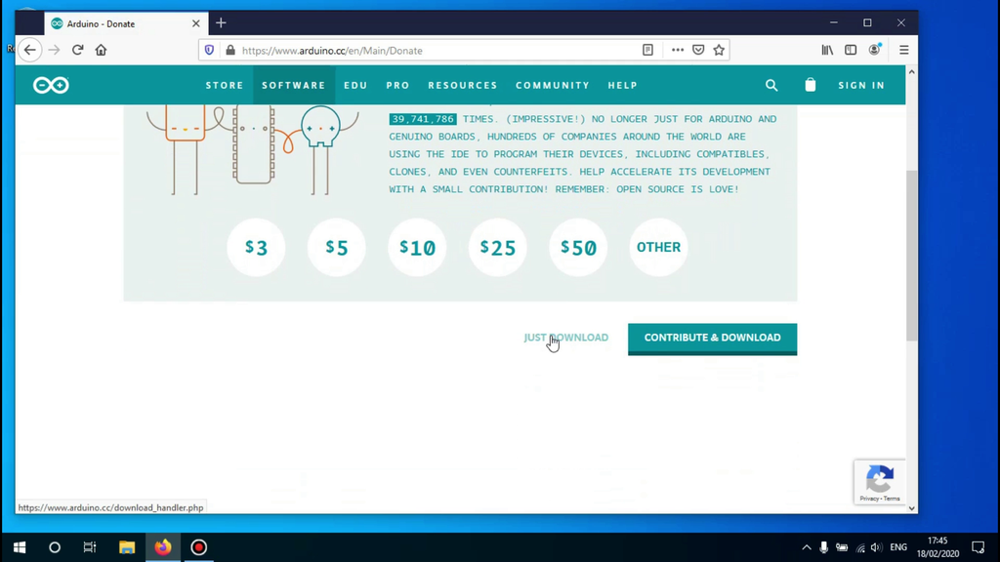 Arduino - Donate
https://www.arduino.cc/en/Main/Donate
STORE SOFTWARE EDU PRO RESOURCES COMMUNITY HELP SIGN IN
39,741,786 TIMES. (IMPRESSIVE!) NO LONGER JUST FOR ARDUINO AND
GENUINO BOARDS, HUNDREDS OF COMPANIES AROUND THE WORLD ARE
USING THE IDE TO PROGRAM THEIR DEVICES, INCLUDING COMPATIBLES,
CLONES, AND EVEN COUNTERFEITS. HELP ACCELERATE ITS DEVELOPMENT
WITH A SMALL CONTRIBUTION! REMEMBER: OPEN SOURCE IS LOVE!
$3 $5 $10 $25 $50 OTHER
JUST DOWNLOAD CONTRIBUTE & DOWNLOAD
Privacy - Terms
https://www.arduino.cc/download_handler.php
ENG
17:45
18/02/2020